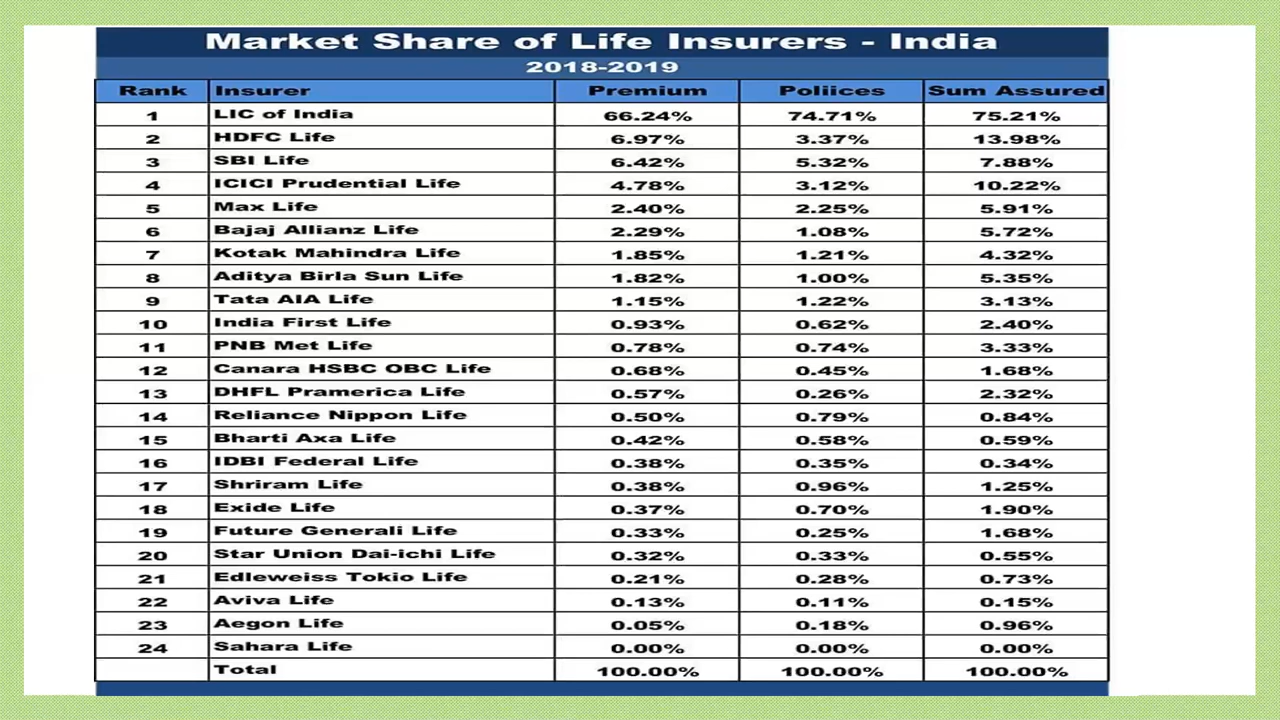 Market Share of Life Insurers - India
2018-2019
Rank Insurer Premium Poliices Sum Assured
1 LIC of India 66.24% 74.71% 75.21%
2 HDFC Life 6.97% 3.37% 13.98%
3 SBI Life 6.42% 5.32% 7.88%
4 ICICI Prudential Life 4.78% 3.12% 10.22%
5 Max Life 2.40% 2.25% 5.91%
6 Bajaj Allianz Life 2.29% 1.08% 5.72%
7 Kotak Mahindra Life 1.85% 1.21% 4.32%
8 Aditya Birla Sun Life 1.82% 1.00% 5.35%
9 Tata AIA Life 1.15% 1.22% 3.13%
10 India First Life 0.93% 0.62% 2.40%
11 PNB Met Life 0.78% 0.74% 3.33%
12 Canara HSBC OBC Life 0.68% 0.45% 1.68%
13 DHFL Pramerica Life 0.57% 0.26% 2.32%
14 Reliance Nippon Life 0.50% 0.79% 0.84%
15 Bharti Axa Life 0.42% 0.58% 0.59%
16 IDBI Federal Life 0.38% 0.35% 0.34%
17 Shriram Life 0.38% 0.96% 1.25%
18 Exide Life 0.37% 0.70% 1.90%
19 Future Generali Life 0.33% 0.25% 1.68%
20 Star Union Dai-ichi Life 0.32% 0.33% 0.55%
21 Edleweiss Tokio Life 0.21% 0.28% 0.73%
22 Aviva Life 0.13% 0.11% 0.15%
23 Aegon Life 0.05% 0.18% 0.96%
24 Sahara Life 0.00% 0.00% 0.00%
Total 100.00% 100.00% 100.00%